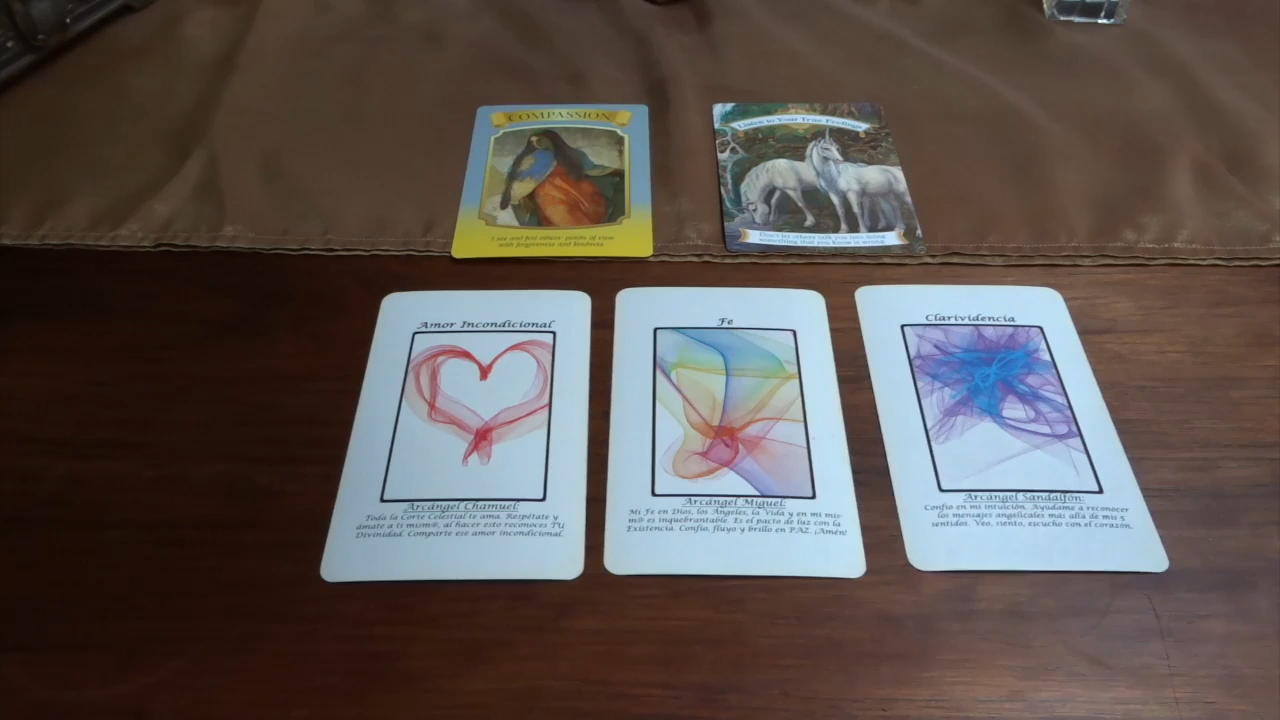 COMPASSION
I see and feel others' points of view
with forgiveness and kindness
Listen to Your True Feelings
Don't let others talk you into doing
something that you know is wrong
Amor Incondicional
Arcángel Chamuel:
Toda la Corte Celestial te ama. Respétate y
ámate a ti mism@, al hacer esto reconoces TU
Divinidad. Comparte ese amor incondicional.
Fe
Arcángel Miguel:
Mi Fe en Dios, los Ángeles, la Vida y en mi mis-
m@ es inquebrantable. Es el pacto de luz con la
Existencia. Confío, fluyo y brillo en PAZ. ¡Amén!
Clarividencia
Arcángel Sandalfón:
Confío en mi intuición. Ayúdame a reconocer
los mensajes angelicales más allá de mis 5
sentidos. Veo, siento, escucho con el corazón.